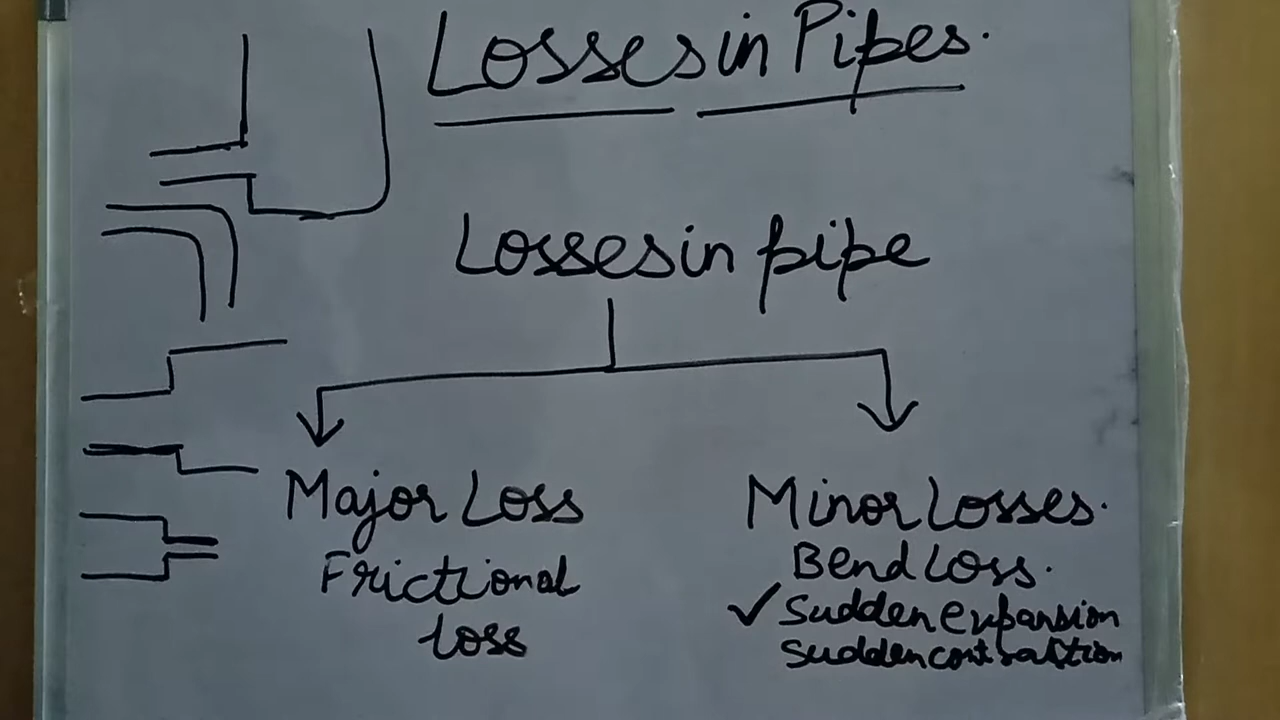 Losses in Pipes.
Losses in pipe
Major Loss
Frictional
loss
Minor Losses.
Bend Loss.
✓ Sudden expansion
Sudden contraction